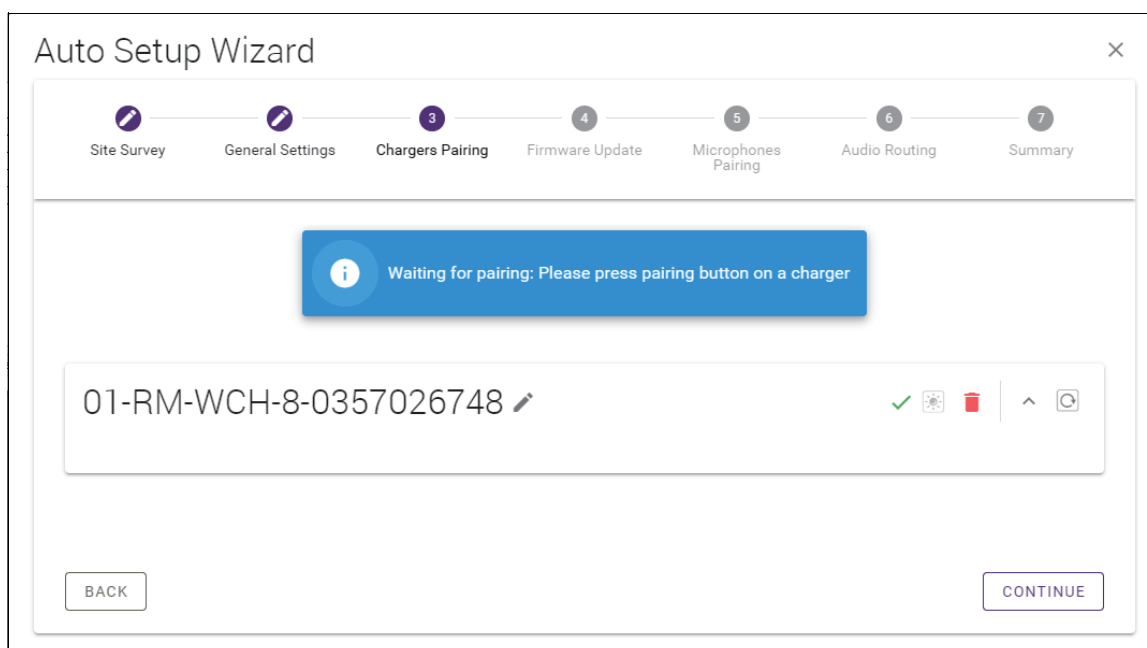 Auto Setup Wizard
3
4
5
6
7
Site Survey
General Settings
Chargers Pairing
Firmware Update
Microphones
Pairing
Audio Routing
Summary
Waiting for pairing: Please press pairing button on a charger
01-RM-WCH-8-0357026748
BACK
CONTINUE